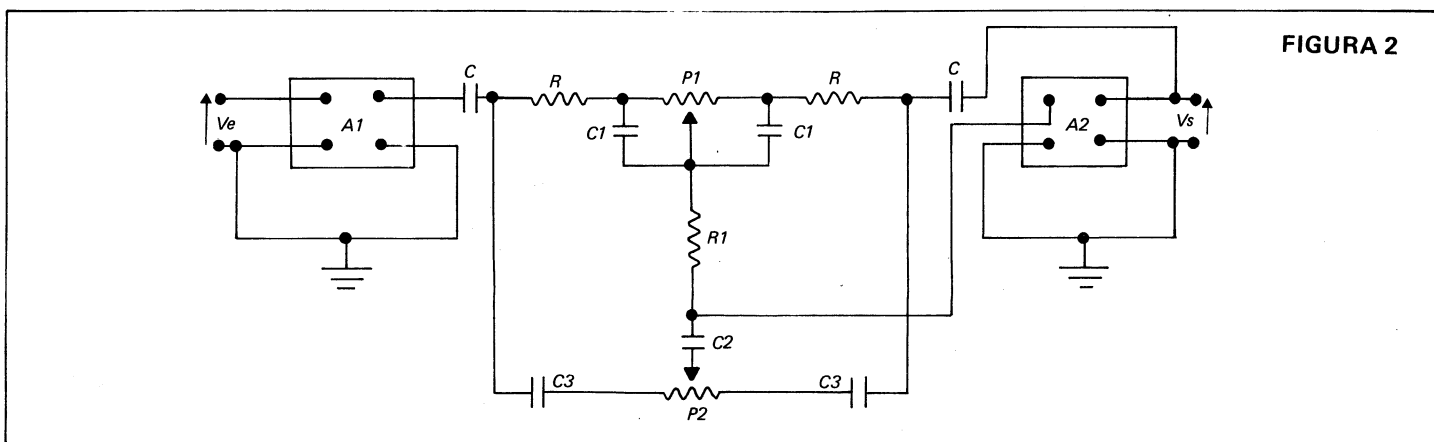 FIGURA 2
C R P1 R C
Ve A1 C1 C1 A2 Vs
R1
C2
C3 C3
P2